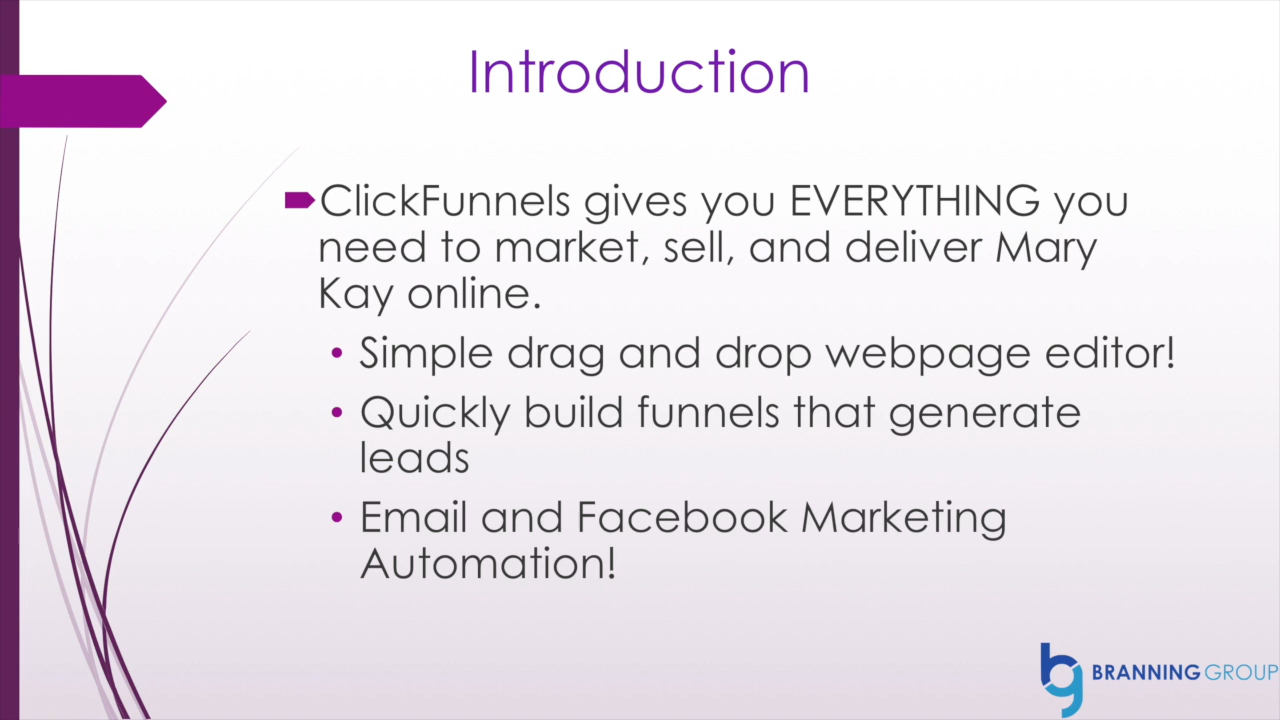 Introduction
ClickFunnels gives you EVERYTHING you
need to market, sell, and deliver Mary
Kay online.
• Simple drag and drop webpage editor!
• Quickly build funnels that generate
leads
• Email and Facebook Marketing
Automation!
bg BRANNING GROUP